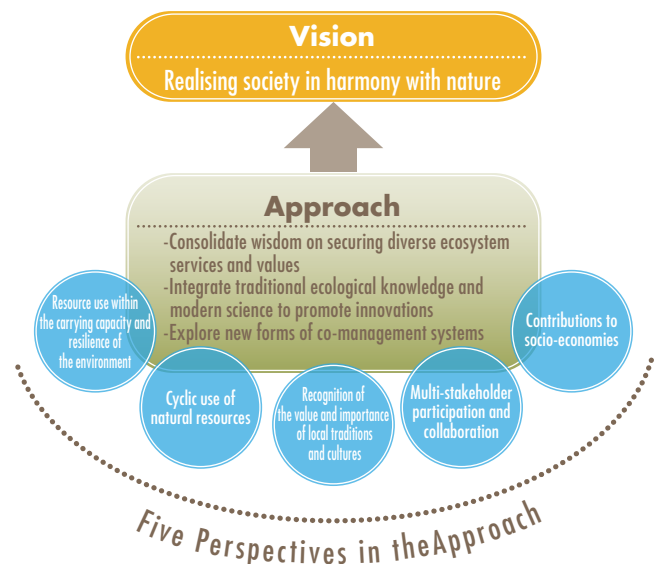 Vision
Realising society in harmony with nature
Approach
-Consolidate wisdom on securing diverse ecosystem
services and values
-Integrate traditional ecological knowledge and
modern science to promote innovations
-Explore new forms of co-management systems
Resource use within
the carrying capacity and
resilience of
the environment
Cyclic use of
natural resources
Recognition of
the value and importance
of local traditions
and cultures
Multi-stakeholder
participation and
collaboration
Contributions to
socio-economies
Five Perspectives in theApproach